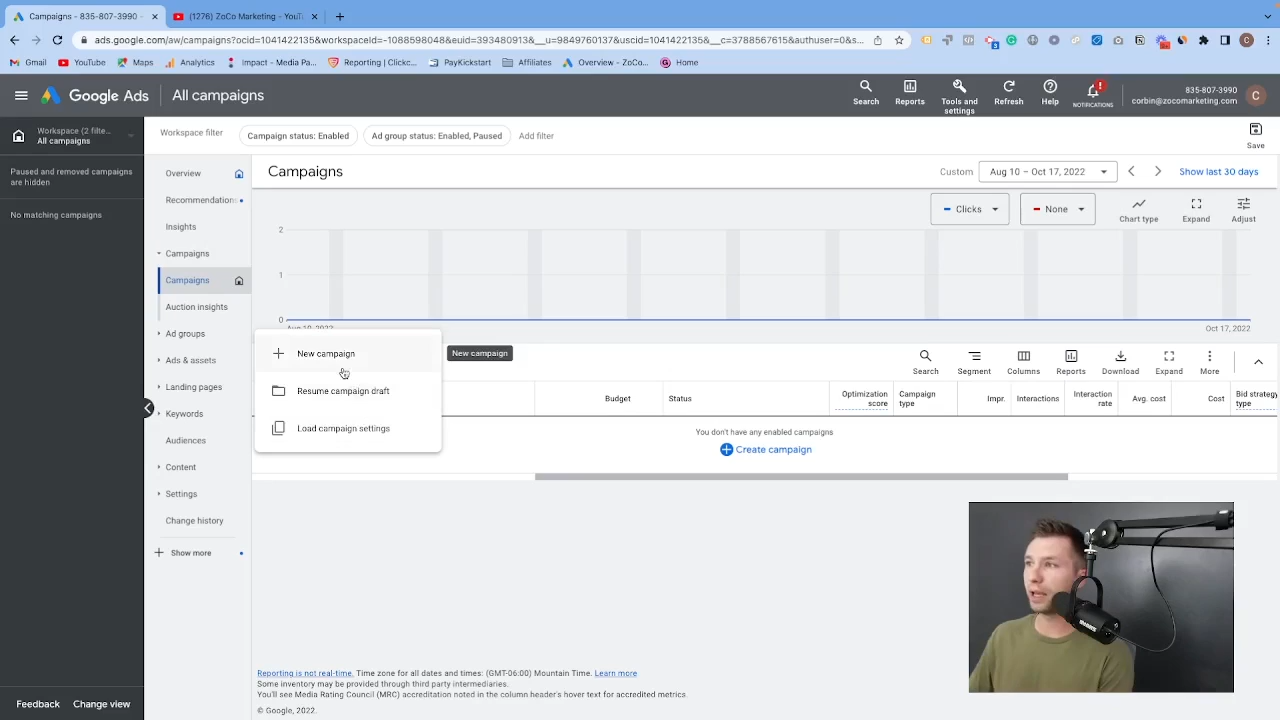 Campaigns - 835-807-3990 -
(1276) ZoCo Marketing - YouTu
ads.google.com/aw/campaigns?ocid=1041422135&workspaceId=-1088598048&euid=393480913&__u=9849760137&uscid=1041422135&__c=3788567615&authuser=0&s...
Gmail
YouTube
Maps
Analytics
Impact - Media Pa...
Reporting | Clickc...
PayKickstart
Affiliates
Overview - ZoCo...
Home
Google Ads
All campaigns
Search
Reports
Tools and
settings
Refresh
Help
NOTIFICATIONS
835-807-3990
corbin@zocomarketing.com
C
Workspace (2 filte...
All campaigns
Workspace filter
Campaign status: Enabled
Ad group status: Enabled, Paused
Add filter
Save
Paused and removed campaigns
are hidden
No matching campaigns
Overview
Recommendations
Insights
Campaigns
Campaigns
Auction insights
Ad groups
Ads & assets
Landing pages
Keywords
Audiences
Content
Settings
Change history
Show more
Campaigns
Custom
Aug 10 – Oct 17, 2022
Show last 30 days
Clicks
None
Chart type
Expand
Adjust
2
1
0
Aug 10, 2022
Oct 17, 2022
New campaign
New campaign
Resume campaign draft
Load campaign settings
Search
Segment
Columns
Reports
Download
Expand
More
Budget
Status
Optimization
score
Campaign
type
Impr.
Interactions
Interaction
rate
Avg. cost
Cost
Bid strategy
type
You don't have any enabled campaigns
Create campaign
Reporting is not real-time. Time zone for all dates and times: (GMT-06:00) Mountain Time. Learn more
Some inventory may be provided through third party intermediaries.
You'll see Media Rating Council (MRC) accreditation noted in the column header's hover text for accredited metrics.
© Google, 2022.
Feedback
Change view